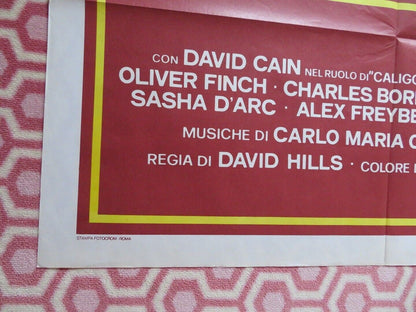 CON DAVID CAIN NEL RUOLO DI "CALIGO
OLIVER FINCH · CHARLES BOR
SASHA D'ARC · ALEX FREYBE
MUSICHE DI CARLO MARIA C
REGIA DI DAVID HILLS · COLORE
STAMPA FOTOCROM - ROMA